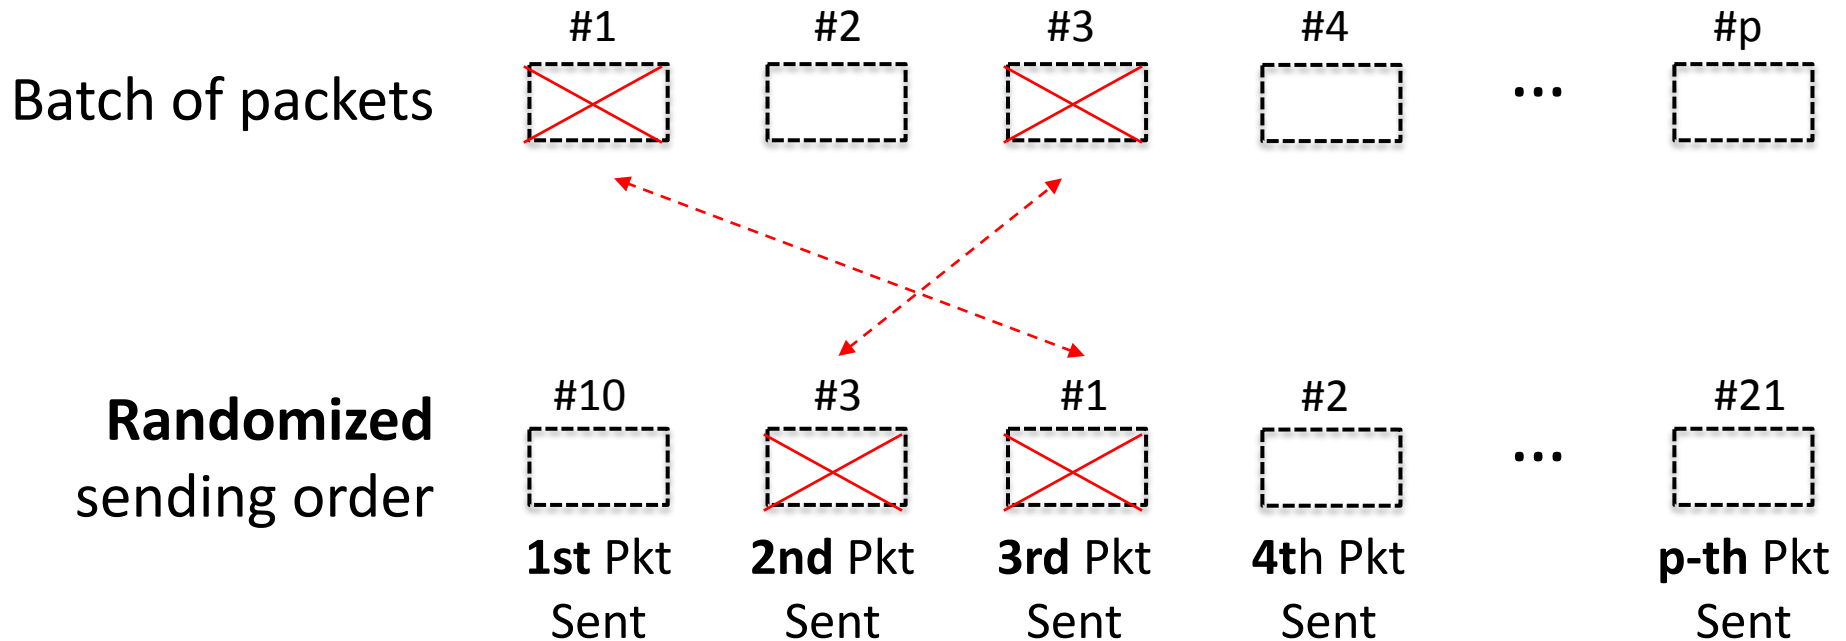 #1 #2 #3 #4 #p
Batch of packets ...
#10 #3 #1 #2 #21
Randomized
sending order ...
1st Pkt 2nd Pkt 3rd Pkt 4th Pkt p-th Pkt
Sent Sent Sent Sent Sent